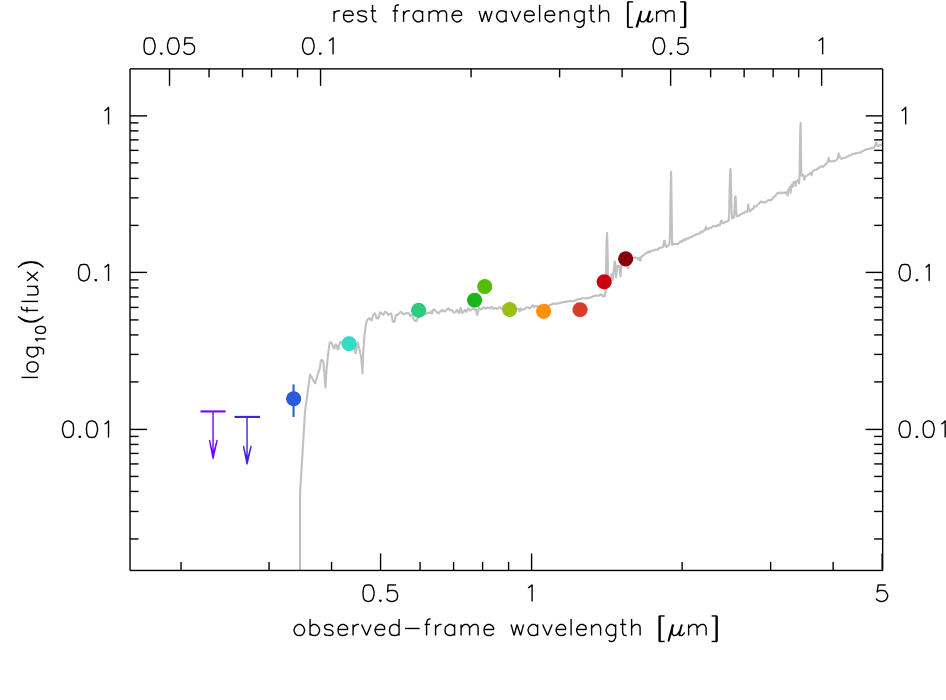 rest frame wavelength [μm]
0.05 0.1 0.5 1
1 1
0.1 0.1
0.01 0.01
log10(flux)
0.5 1 5
observed-frame wavelength [μm]